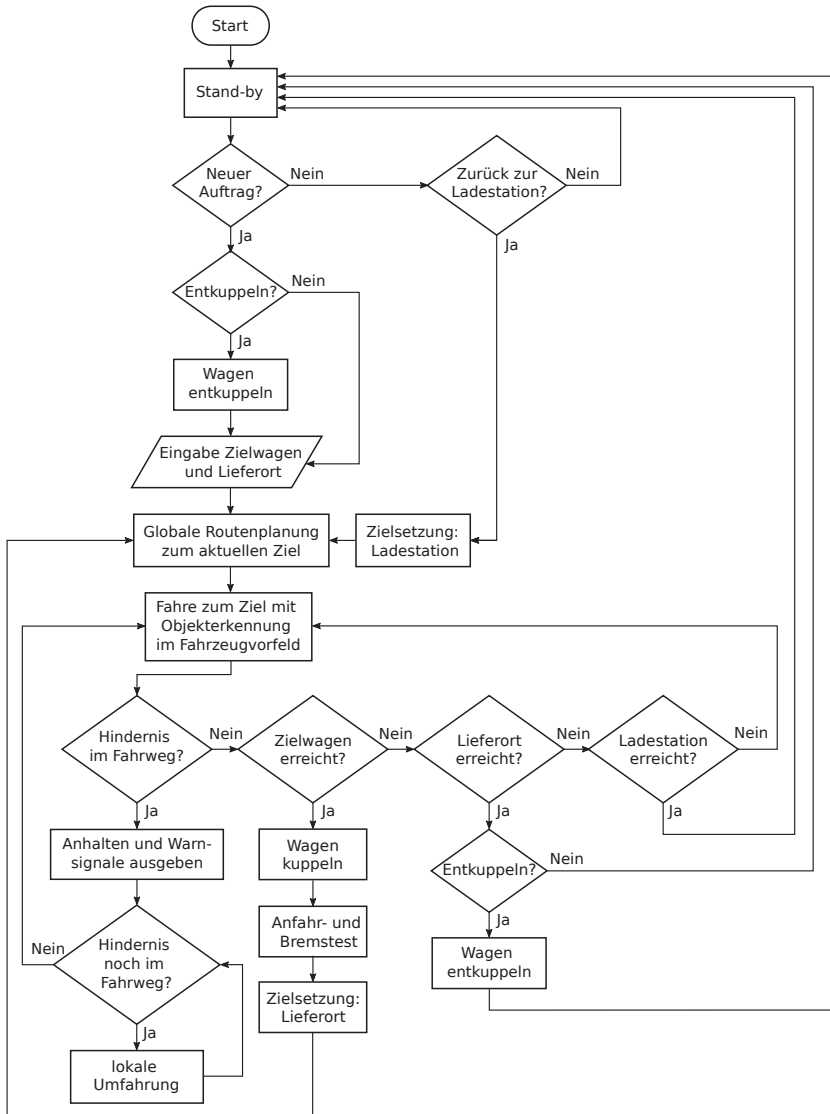 Start
Stand-by
Neuer
Auftrag?
Nein
Zurück zur
Ladestation?
Nein
Ja
Ja
Entkuppeln?
Nein
Ja
Wagen
entkuppeln
Eingabe Zielwagen
und Lieferort
Globale Routenplanung
zum aktuellen Ziel
Zielsetzung:
Ladestation
Fahre zum Ziel mit
Objekterkennung
im Fahrzeugvorfeld
Hindernis
im Fahrweg?
Nein
Zielwagen
erreicht?
Nein
Lieferort
erreicht?
Nein
Ladestation
erreicht?
Nein
Ja
Ja
Ja
Ja
Anhalten und Warn-
signale ausgeben
Wagen
kuppeln
Entkuppeln?
Nein
Ja
Nein
Hindernis
noch im
Fahrweg?
Anfahr- und
Bremstest
Wagen
entkuppeln
Ja
Zielsetzung:
Lieferort
lokale
Umfahrung